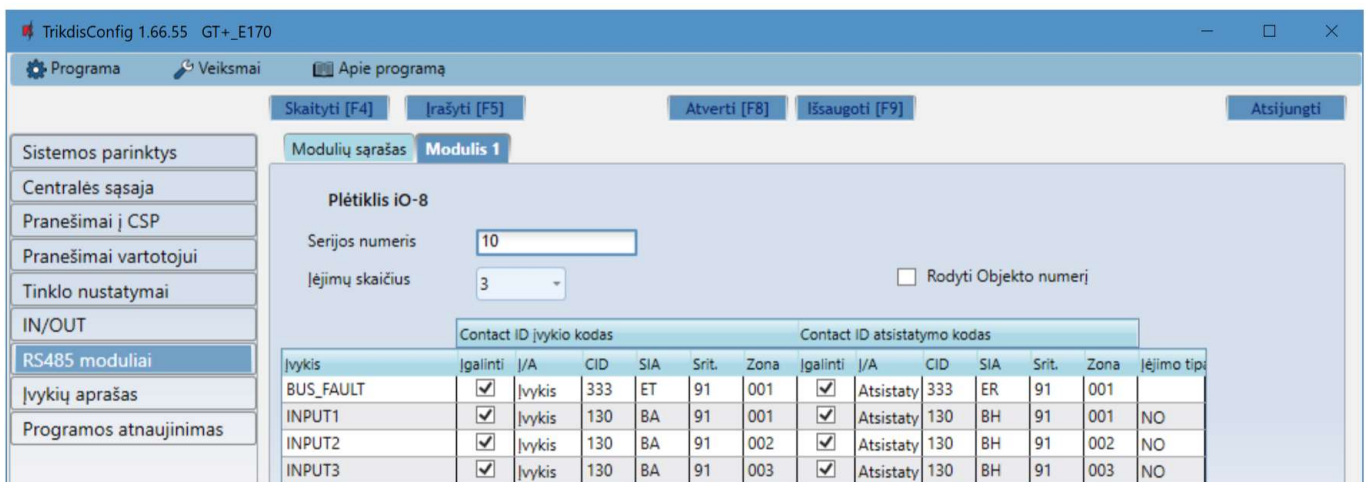 TrikdisConfig 1.66.55 GT+_E170
Programa Veiksmai Apie programą
Skaityti [F4] Įrašyti [F5] Atverti [F8] Išsaugoti [F9] Atsijungti
Sistemos parinktys
Centralės sąsaja
Pranešimai į CSP
Pranešimai vartotojui
Tinklo nustatymai
IN/OUT
RS485 moduliai
Įvykių aprašas
Programos atnaujinimas
Modulių sąrašas Modulis 1
Plėtiklis iO-8
Serijos numeris 10
Įėjimų skaičius 3 Rodyti Objekto numerį
Contact ID įvykio kodas Contact ID atsistatymo kodas
Įvykis Įgalinti Į/A CID SIA Srit. Zona Įgalinti Į/A CID SIA Srit. Zona Įėjimo tipa
BUS_FAULT Įvykis 333 ET 91 001 Atsistaty 333 ER 91 001
INPUT1 Įvykis 130 BA 91 001 Atsistaty 130 BH 91 001 NO
INPUT2 Įvykis 130 BA 91 002 Atsistaty 130 BH 91 002 NO
INPUT3 Įvykis 130 BA 91 003 Atsistaty 130 BH 91 003 NO